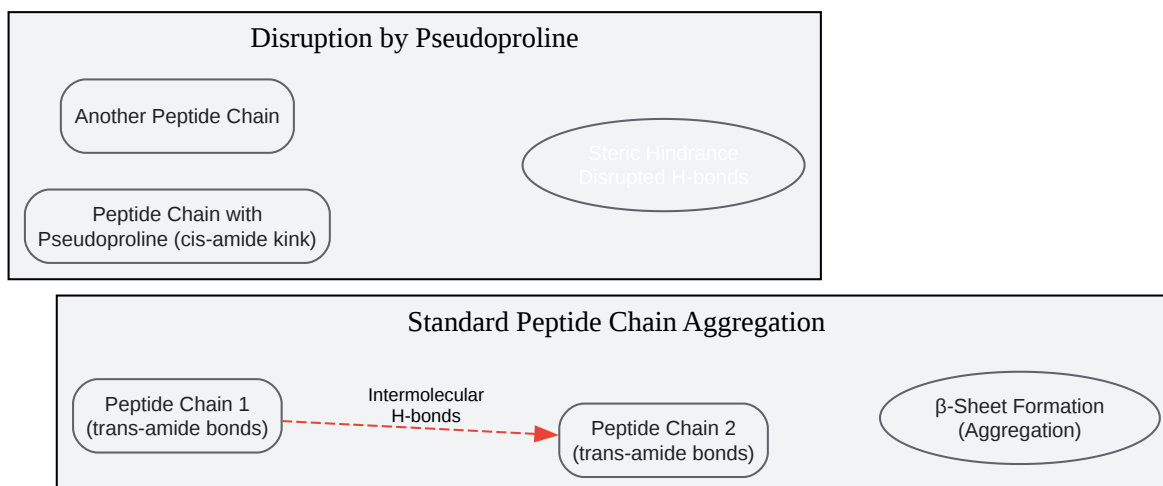 Disruption by Pseudoproline
Another Peptide Chain
Steric Hindrance
Disrupted H-bonds
Peptide Chain with
Pseudoproline (cis-amide kink)
Standard Peptide Chain Aggregation
Peptide Chain 1
(trans-amide bonds)
Intermolecular
H-bonds
Peptide Chain 2
(trans-amide bonds)
β-Sheet Formation
(Aggregation)